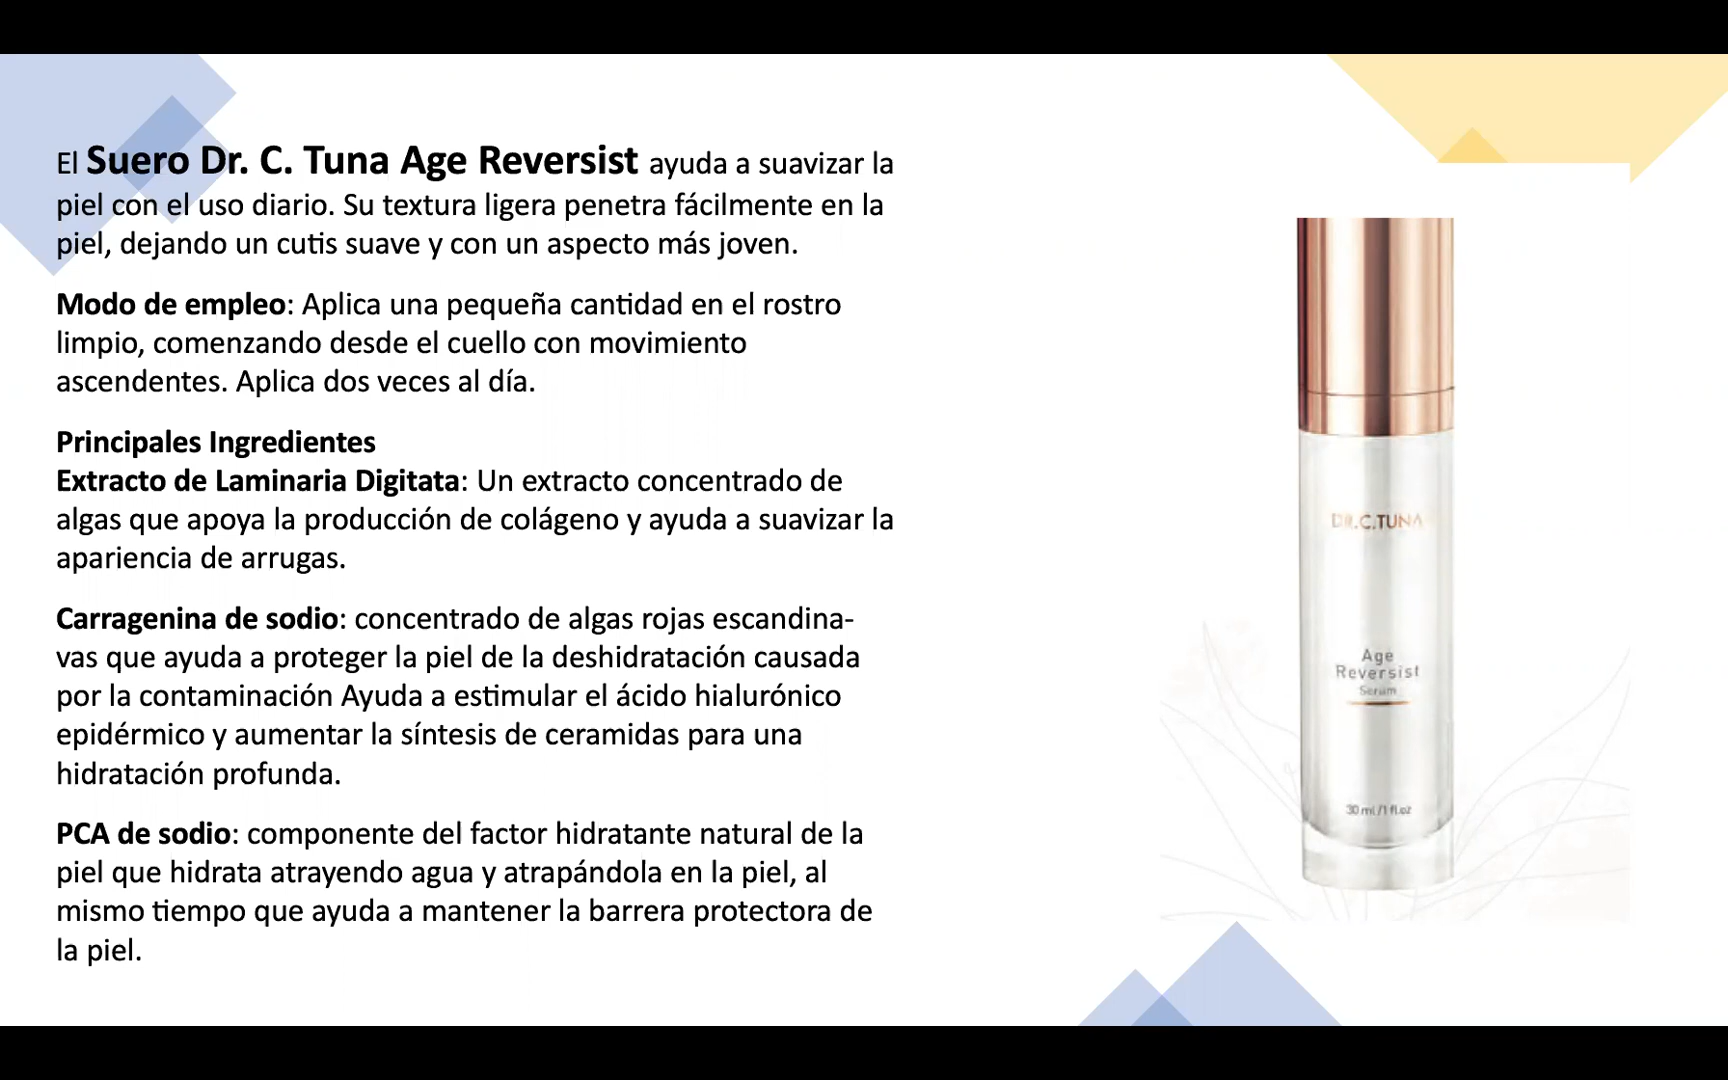 El Suero Dr. C. Tuna Age Reversist ayuda a suavizar la
piel con el uso diario. Su textura ligera penetra fácilmente en la
piel, dejando un cutis suave y con un aspecto más joven.
Modo de empleo: Aplica una pequeña cantidad en el rostro
limpio, comenzando desde el cuello con movimiento
ascendentes. Aplica dos veces al día.
Principales Ingredientes
Extracto de Laminaria Digitata: Un extracto concentrado de
algas que apoya la producción de colágeno y ayuda a suavizar la
apariencia de arrugas.
Carragenina de sodio: concentrado de algas rojas escandina-
vas que ayuda a proteger la piel de la deshidratación causada
por la contaminación Ayuda a estimular el ácido hialurónico
epidérmico y aumentar la síntesis de ceramidas para una
hidratación profunda.
PCA de sodio: componente del factor hidratante natural de la
piel que hidrata atrayendo agua y atrapándola en la piel, al
mismo tiempo que ayuda a mantener la barrera protectora de
la piel.
DR.C.TUNA
Age
Reversist
Serum
30 ml/1 fl.oz